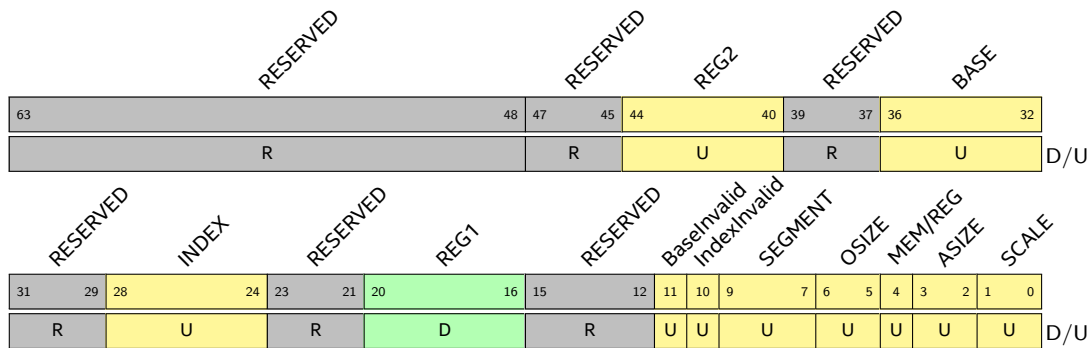 RESERVED RESERVED REG2 RESERVED BASE
63 48 47 45 44 40 39 37 36 32
R R U R U D/U
RESERVED INDEX RESERVED REG1 RESERVED BaseInvalid IndexInvalid SEGMENT OSIZE MEM/REG ASIZE SCALE
31 29 28 24 23 21 20 16 15 12 11 10 9 7 6 5 4 3 2 1 0
R U R D R U U U U U U U D/U